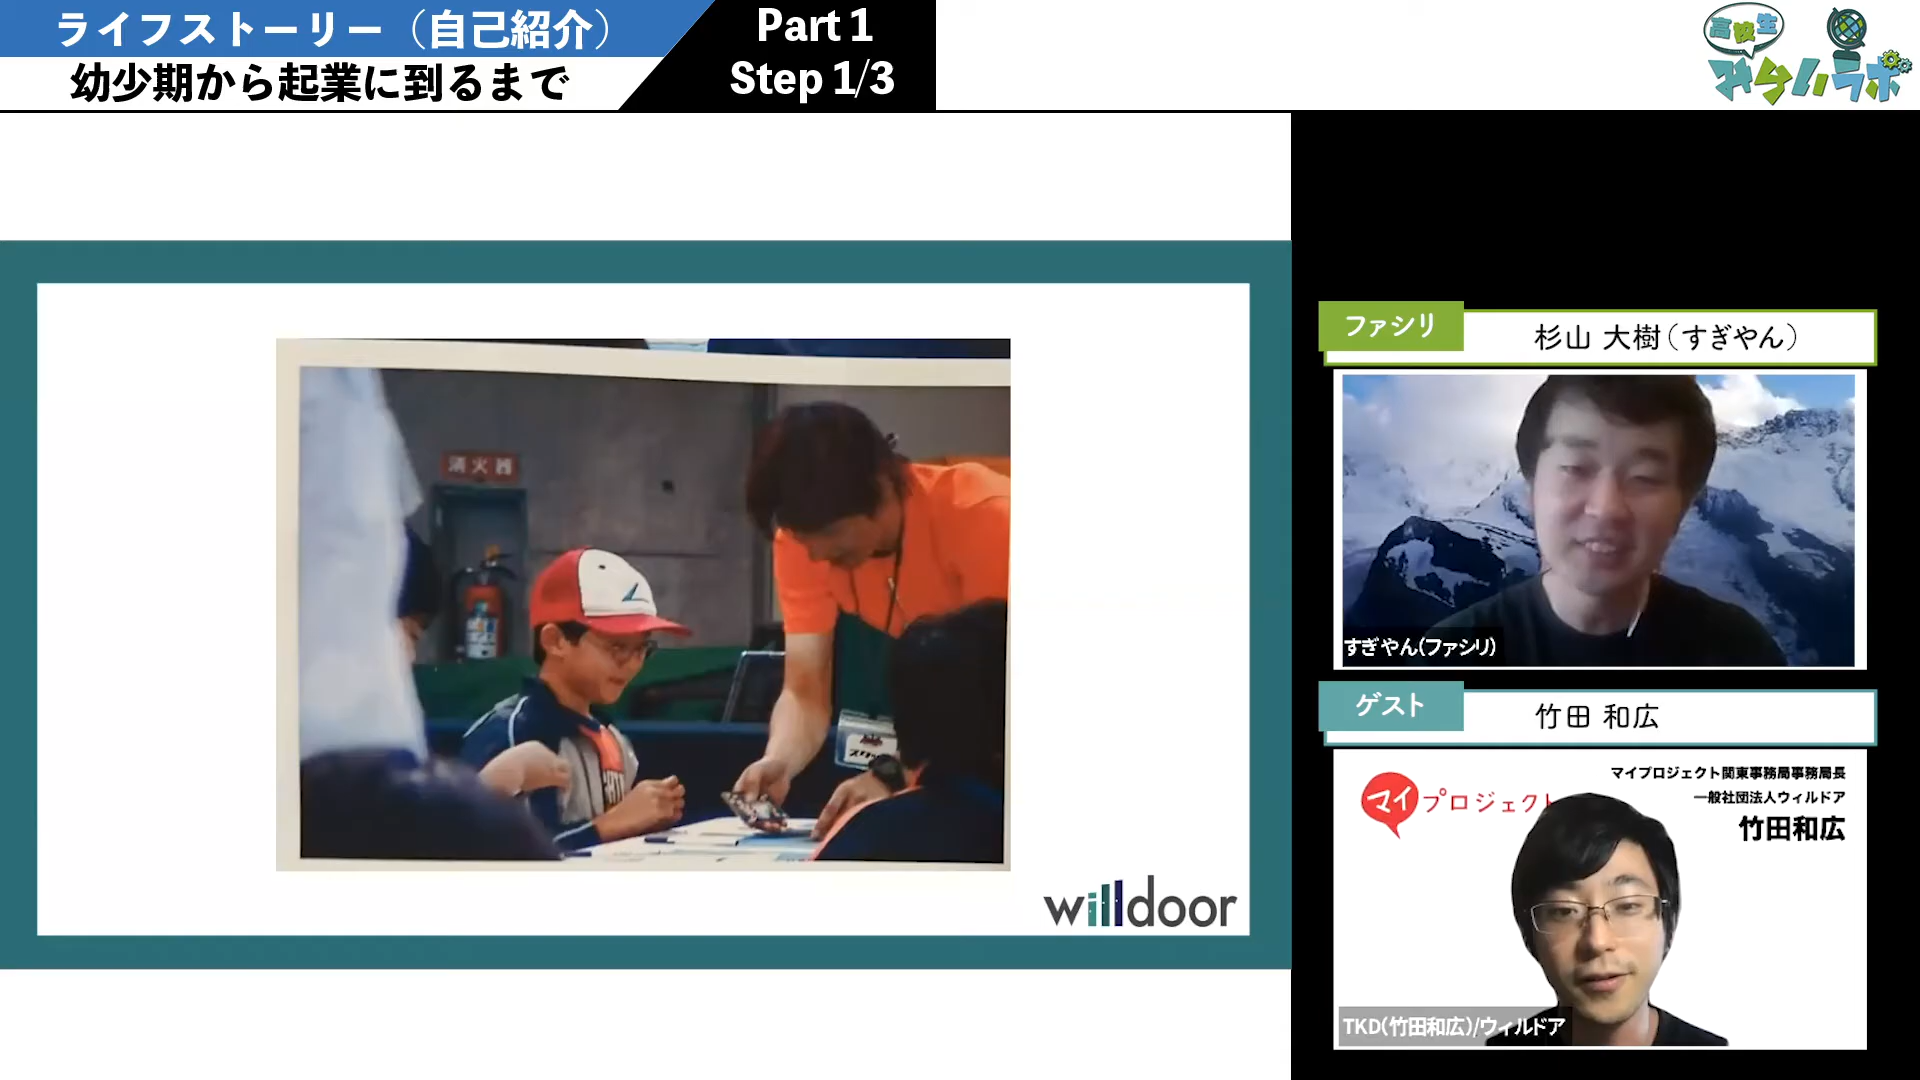 ライフストーリー（自己紹介）
幼少期から起業に到るまで
Part 1
Step 1/3
高校生
みらいラボ
消火器
willdoor
ファシリ
杉山 大樹（すぎやん）
すぎやん(ファシリ)
ゲスト
竹田 和広
マイプロジェクト
マイプロジェクト関東事務局事務局長
一般社団法人ウィルドア
竹田和広
TKD(竹田和広)/ウィルドア